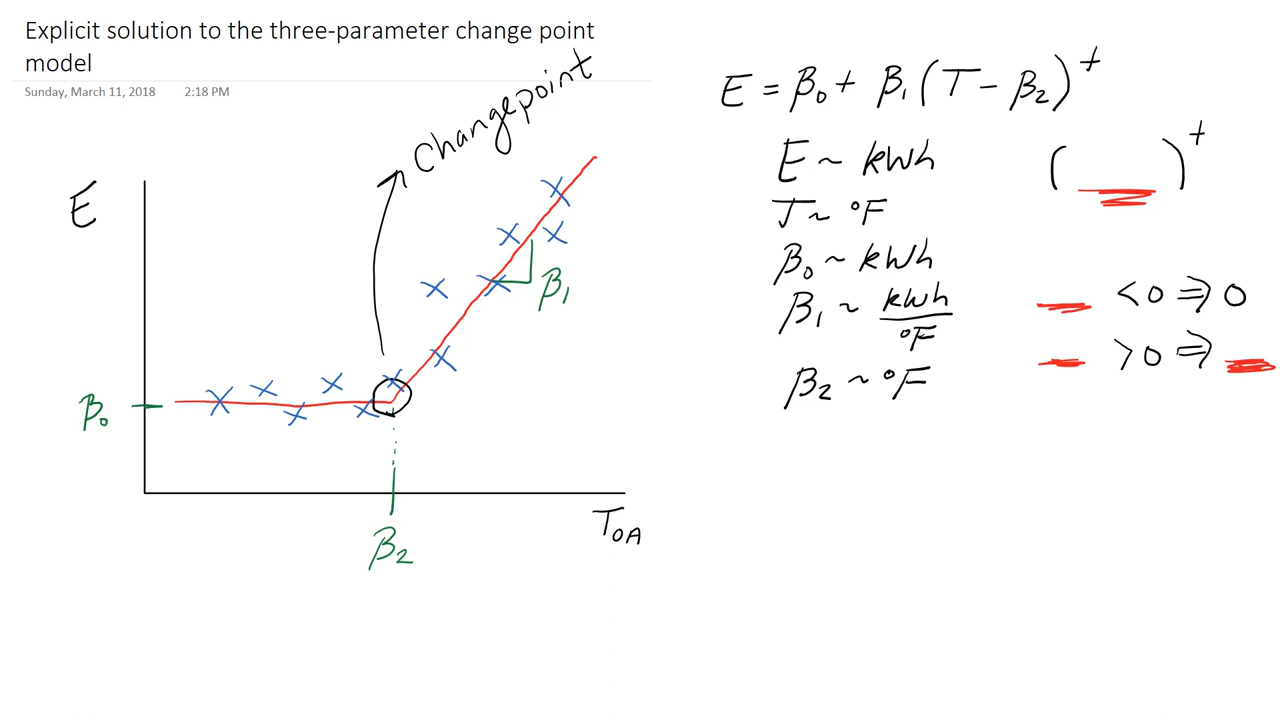 Explicit solution to the three-parameter change point
model
Sunday, March 11, 2018 2:18 PM
Changepoint
E
β₀
β₁
β₂
T_OA
E = β₀ + β₁ (T - β₂)⁺
E ~ kWh
( )⁺
T ~ °F
β₀ ~ kWh
β₁ ~ kWh/°F
< 0 ⇒ 0
> 0 ⇒
β₂ ~ °F